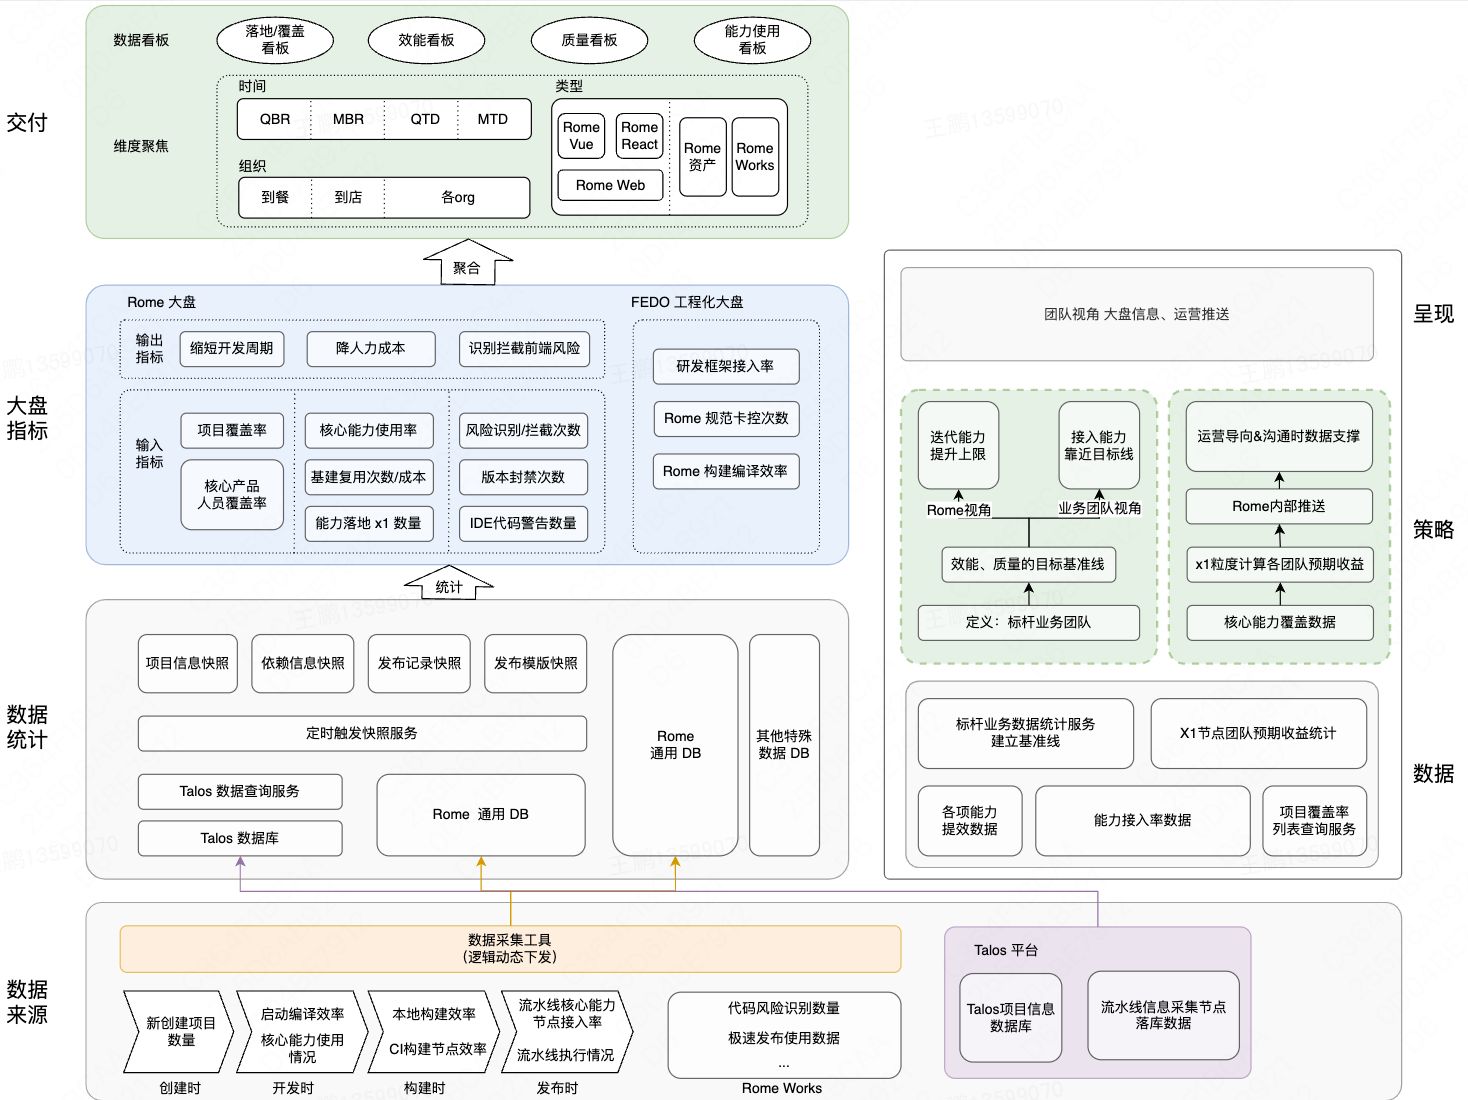 交付
数据看板
落地/覆盖
看板
效能看板
质量看板
能力使用
看板
维度聚焦
时间
QBR
MBR
QTD
MTD
组织
到餐
到店
各org
类型
Rome
Vue
Rome
React
Rome Web
Rome
资产
Rome
Works
聚合
大盘
指标
Rome 大盘
输出
指标
缩短开发周期
降人力成本
识别拦截前端风险
输入
指标
项目覆盖率
核心产品
人员覆盖率
核心能力使用率
基建复用次数/成本
能力落地 x1 数量
风险识别/拦截次数
版本封禁次数
IDE代码警告数量
FEDO 工程化大盘
研发框架接入率
Rome 规范卡控次数
Rome 构建编译效率
统计
数据
统计
项目信息快照
依赖信息快照
发布记录快照
发布模版快照
定时触发快照服务
Talos 数据查询服务
Talos 数据库
Rome 通用 DB
Rome
通用 DB
其他特殊
数据 DB
数据
来源
数据采集工具
(逻辑动态下发)
新创建项目
数量
创建时
启动编译效率
核心能力使用
情况
开发时
本地构建效率
CI构建节点效率
构建时
流水线核心能力
节点接入率
流水线执行情况
发布时
代码风险识别数量
极速发布使用数据
...
Rome Works
Talos 平台
Talos项目信息
数据库
流水线信息采集节点
落库数据
呈现
团队视角 大盘信息、运营推送
策略
迭代能力
提升上限
接入能力
靠近目标线
Rome视角
业务团队视角
效能、质量的目标基准线
定义：标杆业务团队
运营导向&沟通时数据支撑
Rome内部推送
x1粒度计算各团队预期收益
核心能力覆盖数据
数据
标杆业务数据统计服务
建立基准线
X1节点团队预期收益统计
各项能力
提效数据
能力接入率数据
项目覆盖率
列表查询服务
王鹏13599070